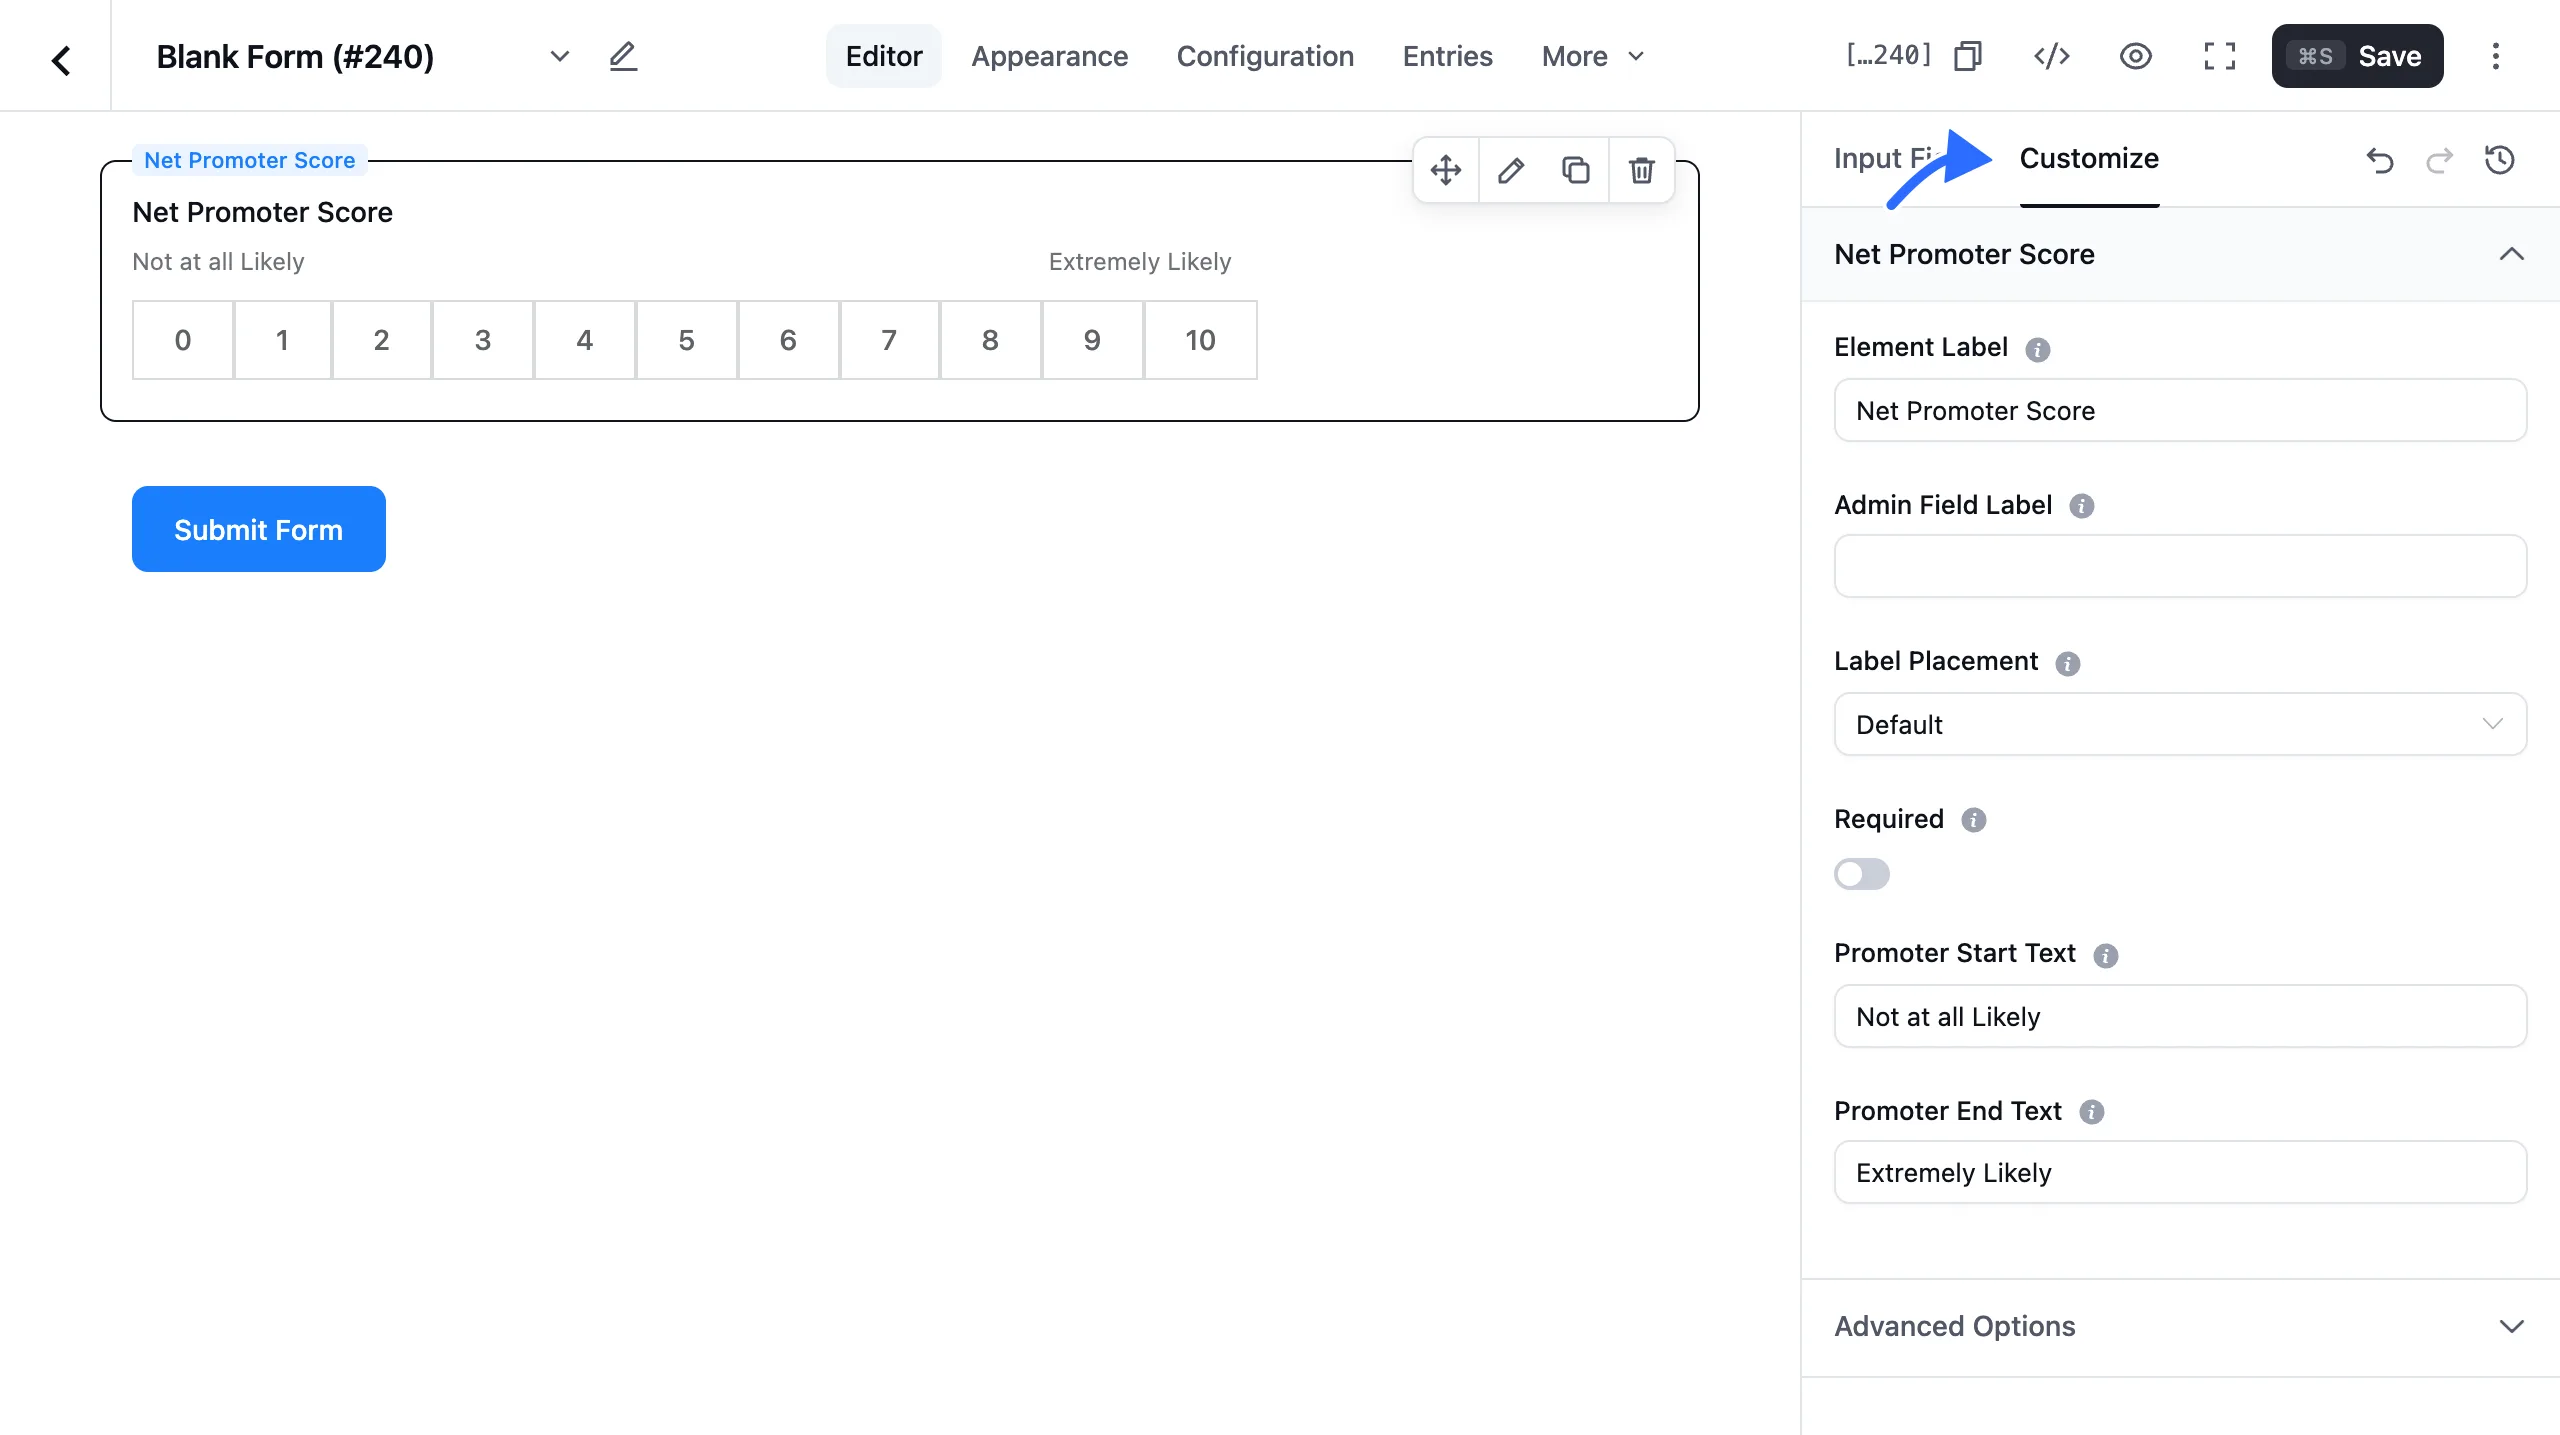 Blank Form (#240)
Editor
Appearance
Configuration
Entries
More
[…240]
⌘S Save
Net Promoter Score
Net Promoter Score
Not at all Likely
Extremely Likely
0 1 2 3 4 5 6 7 8 9 10
Submit Form
Input
Customize
Net Promoter Score
Element Label
Net Promoter Score
Admin Field Label
Label Placement
Default
Required
Promoter Start Text
Not at all Likely
Promoter End Text
Extremely Likely
Advanced Options